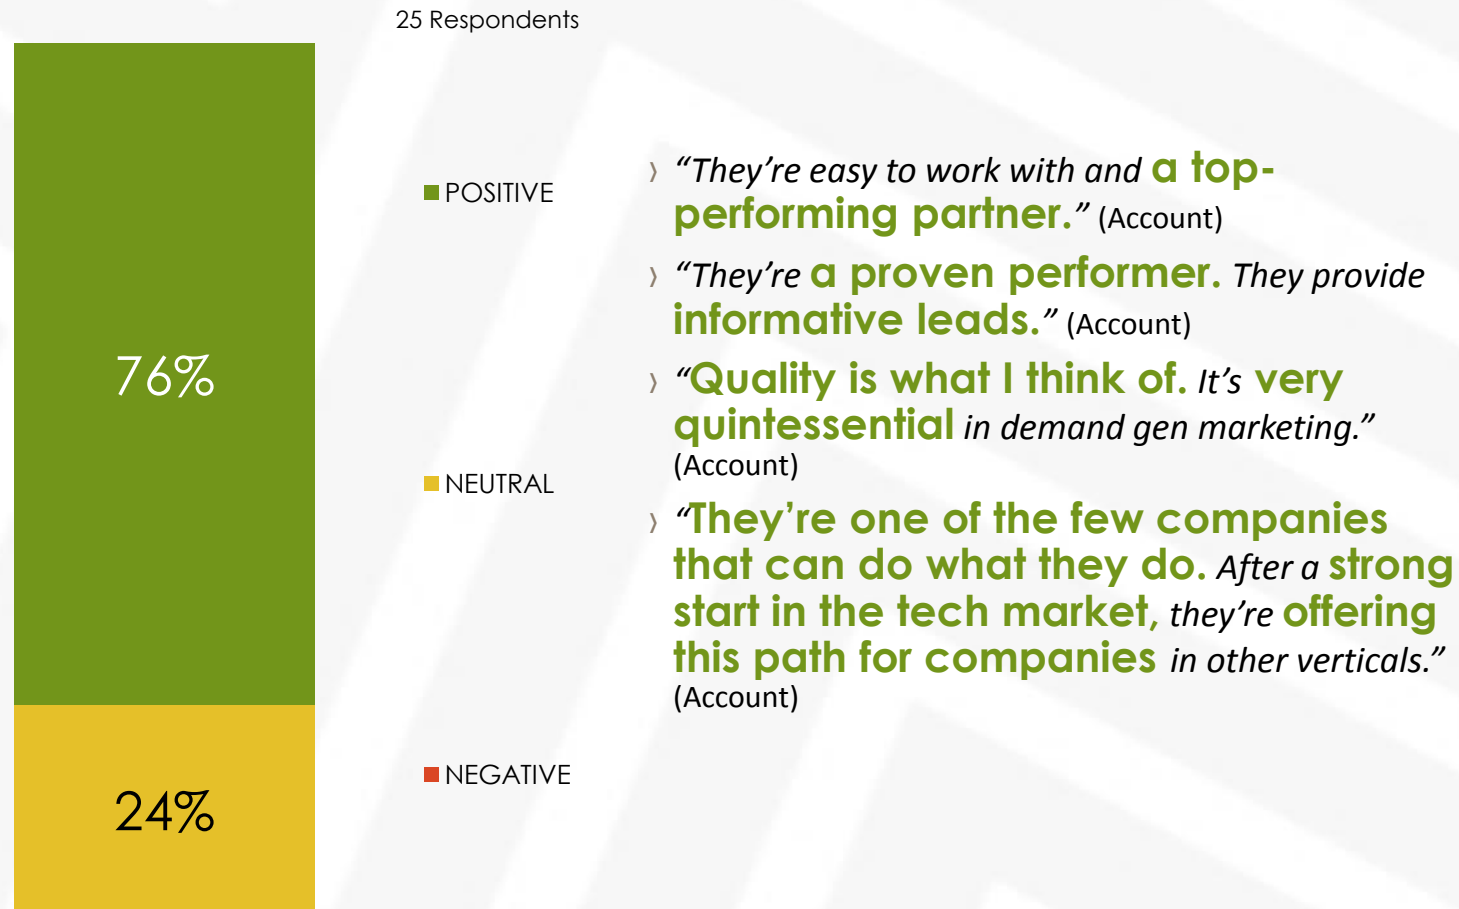 25 Respondents
76%
24%
POSITIVE
NEUTRAL
NEGATIVE
› “They’re easy to work with and a top-
performing partner.” (Account)
› “They’re a proven performer. They provide
informative leads.” (Account)
› “Quality is what I think of. It’s very
quintessential in demand gen marketing.”
(Account)
› “They’re one of the few companies
that can do what they do. After a strong
start in the tech market, they’re offering
this path for companies in other verticals.”
(Account)